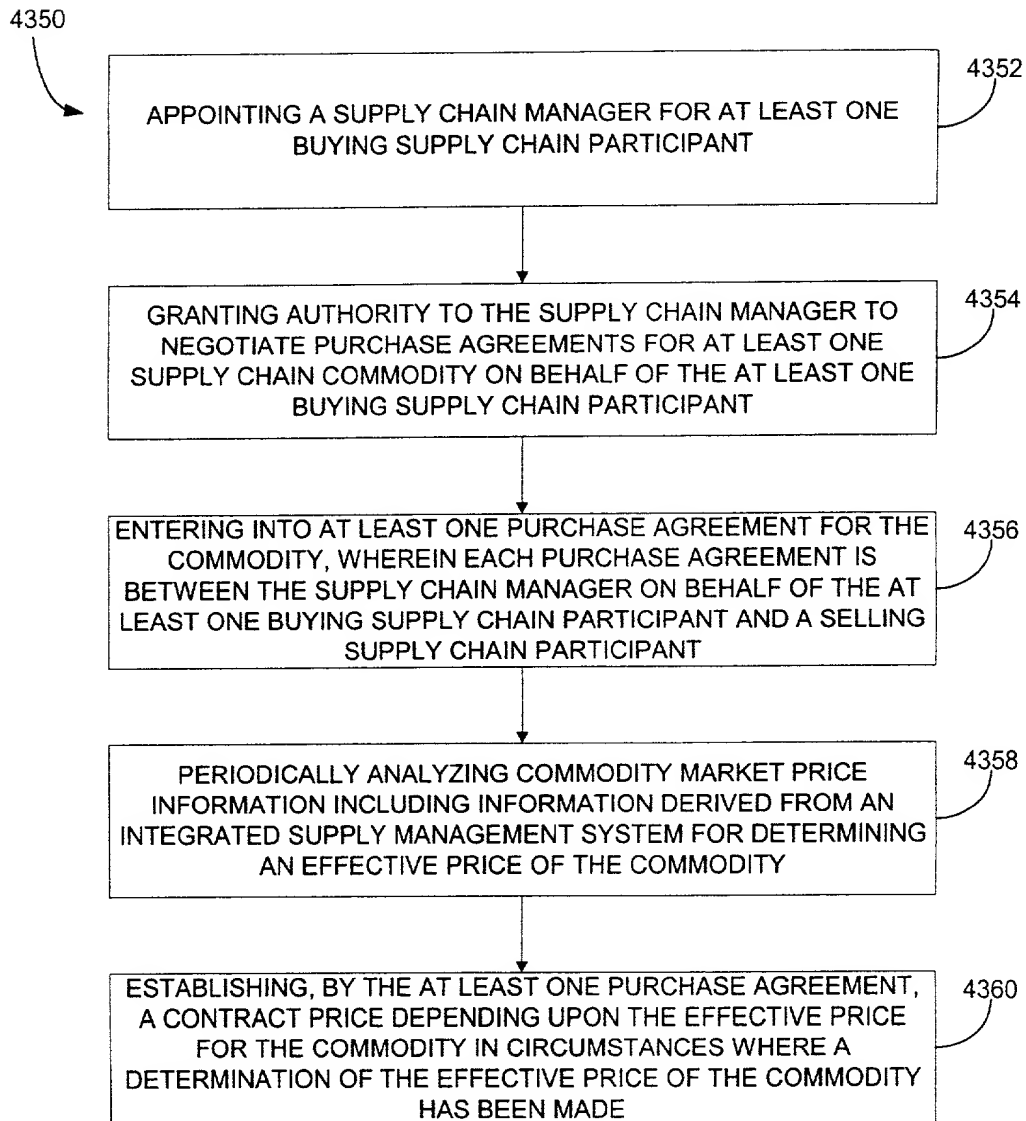 4350
4352
APPOINTING A SUPPLY CHAIN MANAGER FOR AT LEAST ONE
BUYING SUPPLY CHAIN PARTICIPANT
4354
GRANTING AUTHORITY TO THE SUPPLY CHAIN MANAGER TO
NEGOTIATE PURCHASE AGREEMENTS FOR AT LEAST ONE
SUPPLY CHAIN COMMODITY ON BEHALF OF THE AT LEAST ONE
BUYING SUPPLY CHAIN PARTICIPANT
4356
ENTERING INTO AT LEAST ONE PURCHASE AGREEMENT FOR THE
COMMODITY, WHEREIN EACH PURCHASE AGREEMENT IS
BETWEEN THE SUPPLY CHAIN MANAGER ON BEHALF OF THE AT
LEAST ONE BUYING SUPPLY CHAIN PARTICIPANT AND A SELLING
SUPPLY CHAIN PARTICIPANT
4358
PERIODICALLY ANALYZING COMMODITY MARKET PRICE
INFORMATION INCLUDING INFORMATION DERIVED FROM AN
INTEGRATED SUPPLY MANAGEMENT SYSTEM FOR DETERMINING
AN EFFECTIVE PRICE OF THE COMMODITY
4360
ESTABLISHING, BY THE AT LEAST ONE PURCHASE AGREEMENT,
A CONTRACT PRICE DEPENDING UPON THE EFFECTIVE PRICE
FOR THE COMMODITY IN CIRCUMSTANCES WHERE A
DETERMINATION OF THE EFFECTIVE PRICE OF THE COMMODITY
HAS BEEN MADE